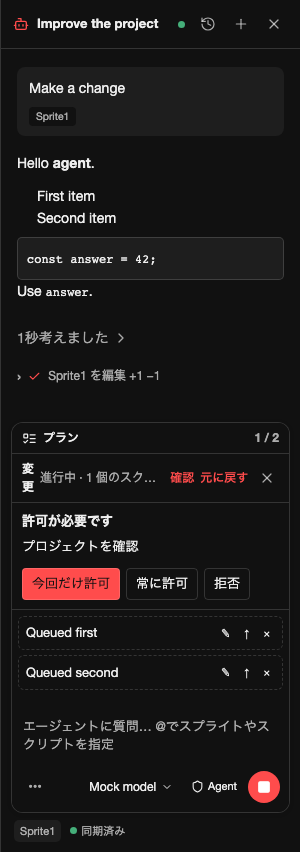 Improve the project
Make a change
Sprite1
Hello agent.
First item
Second item
const answer = 42;
Use answer.
1秒考えました
Sprite1 を編集 +1 −1
プラン 1 / 2
変更 進行中 · 1 個のスク… 確認 元に戻す
許可が必要です
プロジェクトを確認
今回だけ許可 常に許可 拒否
Queued first
Queued second
エージェントに質問... @でスプライトやス
クリプトを指定
Mock model Agent
Sprite1 同期済み